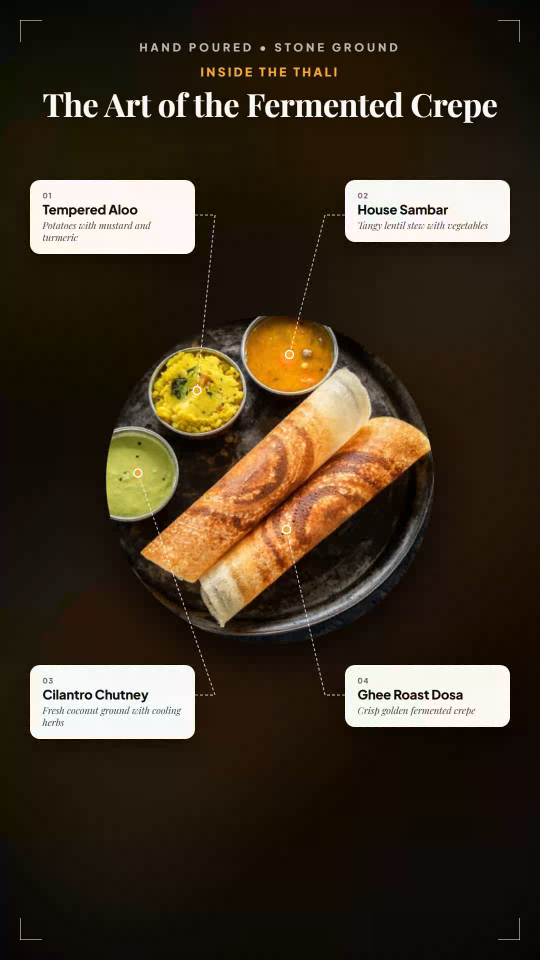 HAND POURED • STONE GROUND
INSIDE THE THALI
The Art of the Fermented Crepe
01
Tempered Aloo
Potatoes with mustard and
turmeric
02
House Sambar
Tangy lentil stew with vegetables
03
Cilantro Chutney
Fresh coconut ground with cooling
herbs
04
Ghee Roast Dosa
Crisp golden fermented crepe